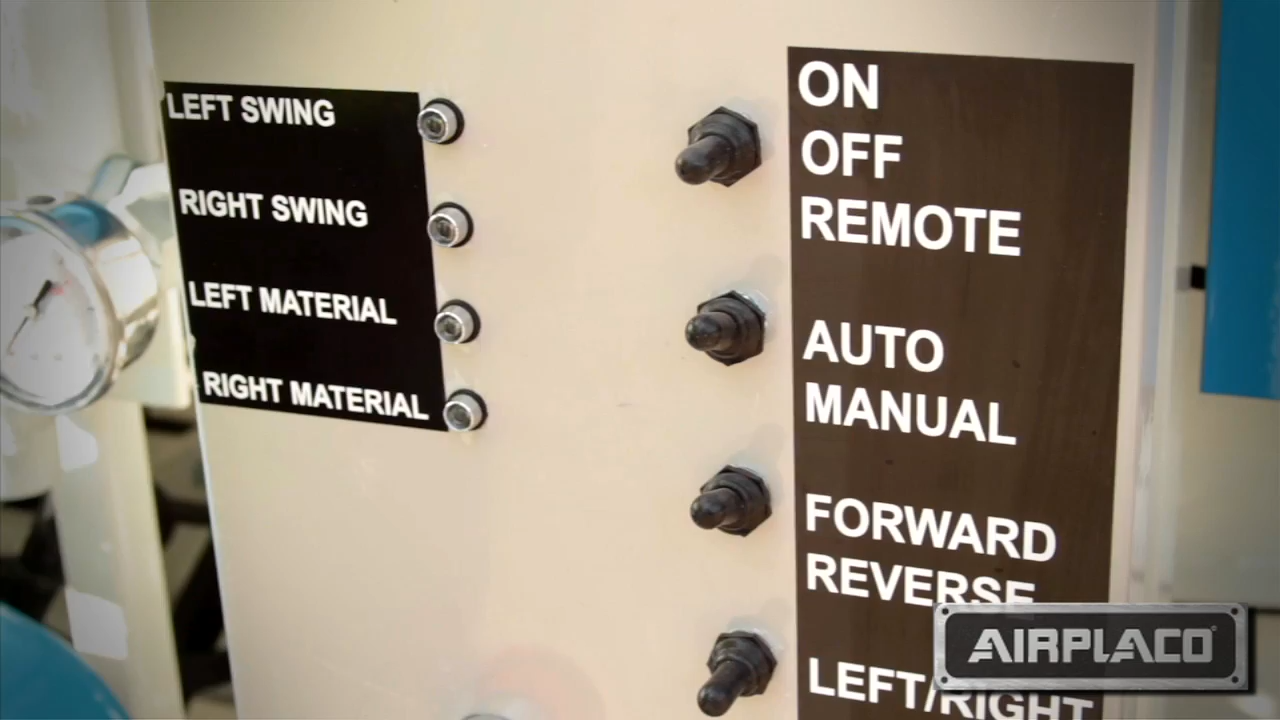 LEFT SWING
RIGHT SWING
LEFT MATERIAL
RIGHT MATERIAL
ON
OFF
REMOTE
AUTO
MANUAL
FORWARD
REVERSE
LEFT/RIGHT
AIRPLACO